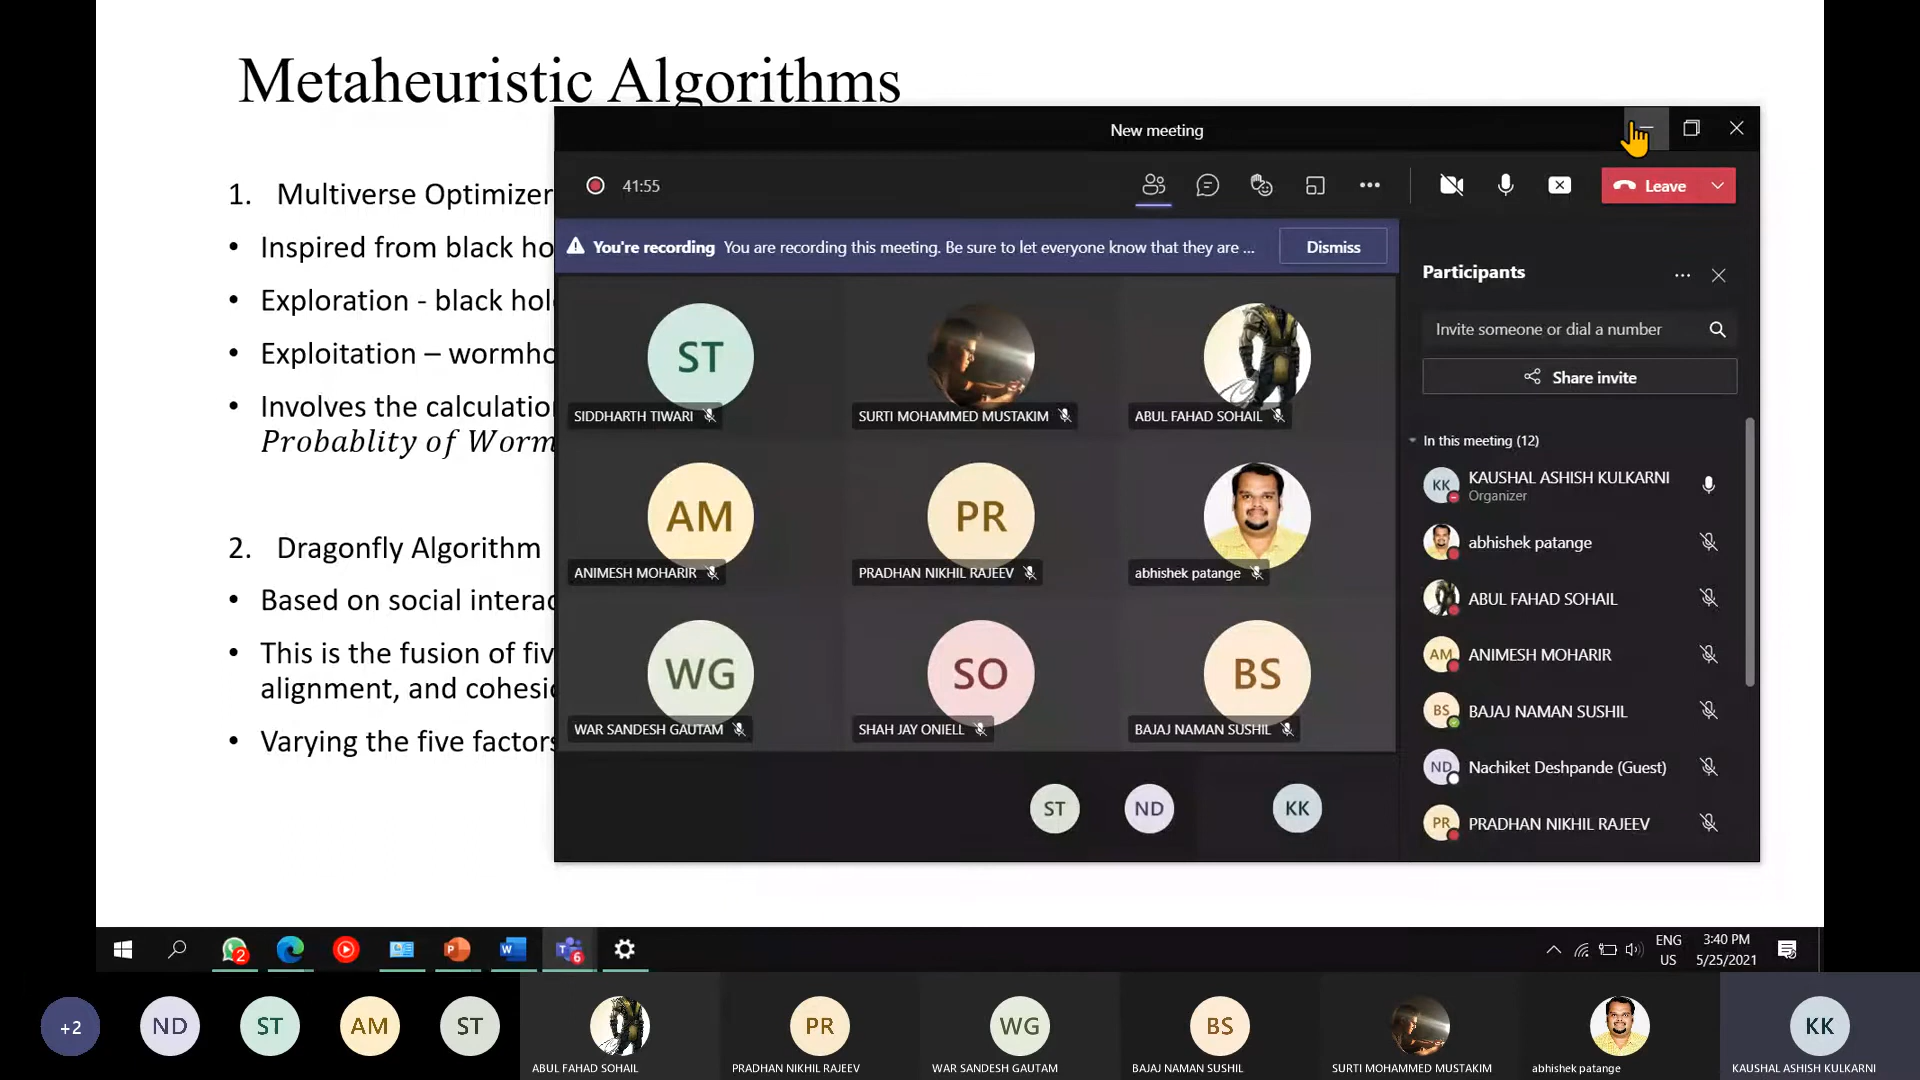 Metaheuristic Algorithms
1. Multiverse Optimizer
• Inspired from black ho
• Exploration - black hol
• Exploitation – wormho
• Involves the calculation
Probablity of Worm
2. Dragonfly Algorithm
• Based on social interac
• This is the fusion of fiv
alignment, and cohesio
• Varying the five factors
New meeting
41:55
Leave
You're recording You are recording this meeting. Be sure to let everyone know that they are ...
Dismiss
ST
SIDDHARTH TIWARI
SURTI MOHAMMED MUSTAKIM
ABUL FAHAD SOHAIL
AM
PR
ANIMESH MOHARIR
PRADHAN NIKHIL RAJEEV
abhishek patange
WG
SO
BS
WAR SANDESH GAUTAM
SHAH JAY ONIELL
BAJAJ NAMAN SUSHIL
ST
ND
KK
Participants
Invite someone or dial a number
Share invite
In this meeting (12)
KK KAUSHAL ASHISH KULKARNI
Organizer
abhishek patange
ABUL FAHAD SOHAIL
AM ANIMESH MOHARIR
BS BAJAJ NAMAN SUSHIL
ND Nachiket Deshpande (Guest)
PR PRADHAN NIKHIL RAJEEV
2
6
ENG
US
3:40 PM
5/25/2021
+2
ND
ST
AM
ST
PR
WG
BS
KK
ABUL FAHAD SOHAIL
PRADHAN NIKHIL RAJEEV
WAR SANDESH GAUTAM
BAJAJ NAMAN SUSHIL
SURTI MOHAMMED MUSTAKIM
abhishek patange
KAUSHAL ASHISH KULKARNI